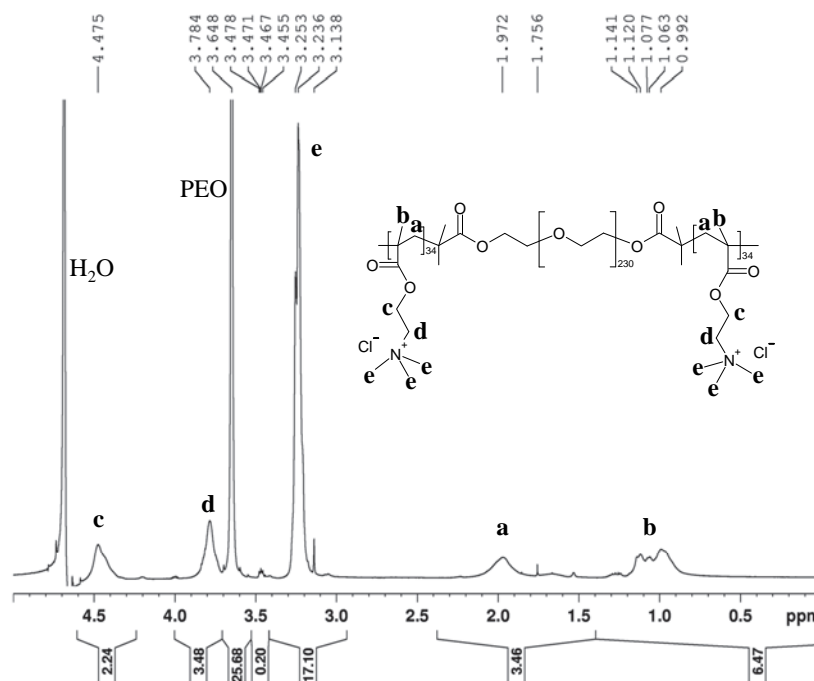 4.475
3.784
3.648
3.478
3.471
3.467
3.455
3.253
3.236
3.138
1.972
1.756
1.141
1.120
1.077
1.063
0.992
H₂O
PEO
e
c
d
a
b
b a
O
O
34
O
O
O
230
O
O
a b
34
O
O
c
d
Cl⁻
N⁺
e
e
e
O
O
c
d
N⁺
Cl⁻
e
e
e
4.5 4.0 3.5 3.0 2.5 2.0 1.5 1.0 0.5 ppm
2.24 3.48 25.68 0.20 17.10 3.46 6.47